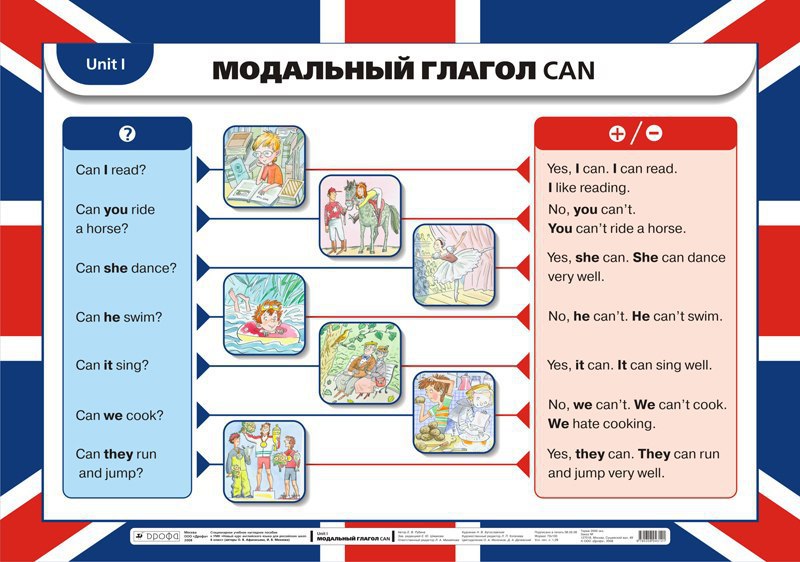 Unit I
МОДАЛЬНЫЙ ГЛАГОЛ CAN
?
+ / −
Can I read?
Yes, I can. I can read.
I like reading.
Can you ride
a horse?
No, you can't.
You can't ride a horse.
Can she dance?
Yes, she can. She can dance
very well.
Can he swim?
No, he can't. He can't swim.
Can it sing?
Yes, it can. It can sing well.
Can we cook?
No, we can't. We can't cook.
We hate cooking.
Can they run
and jump?
Yes, they can. They can run
and jump very well.
дрофа
Москва
ООО «Дрофа»
2008
Unit I
МОДАЛЬНЫЙ ГЛАГОЛ CAN